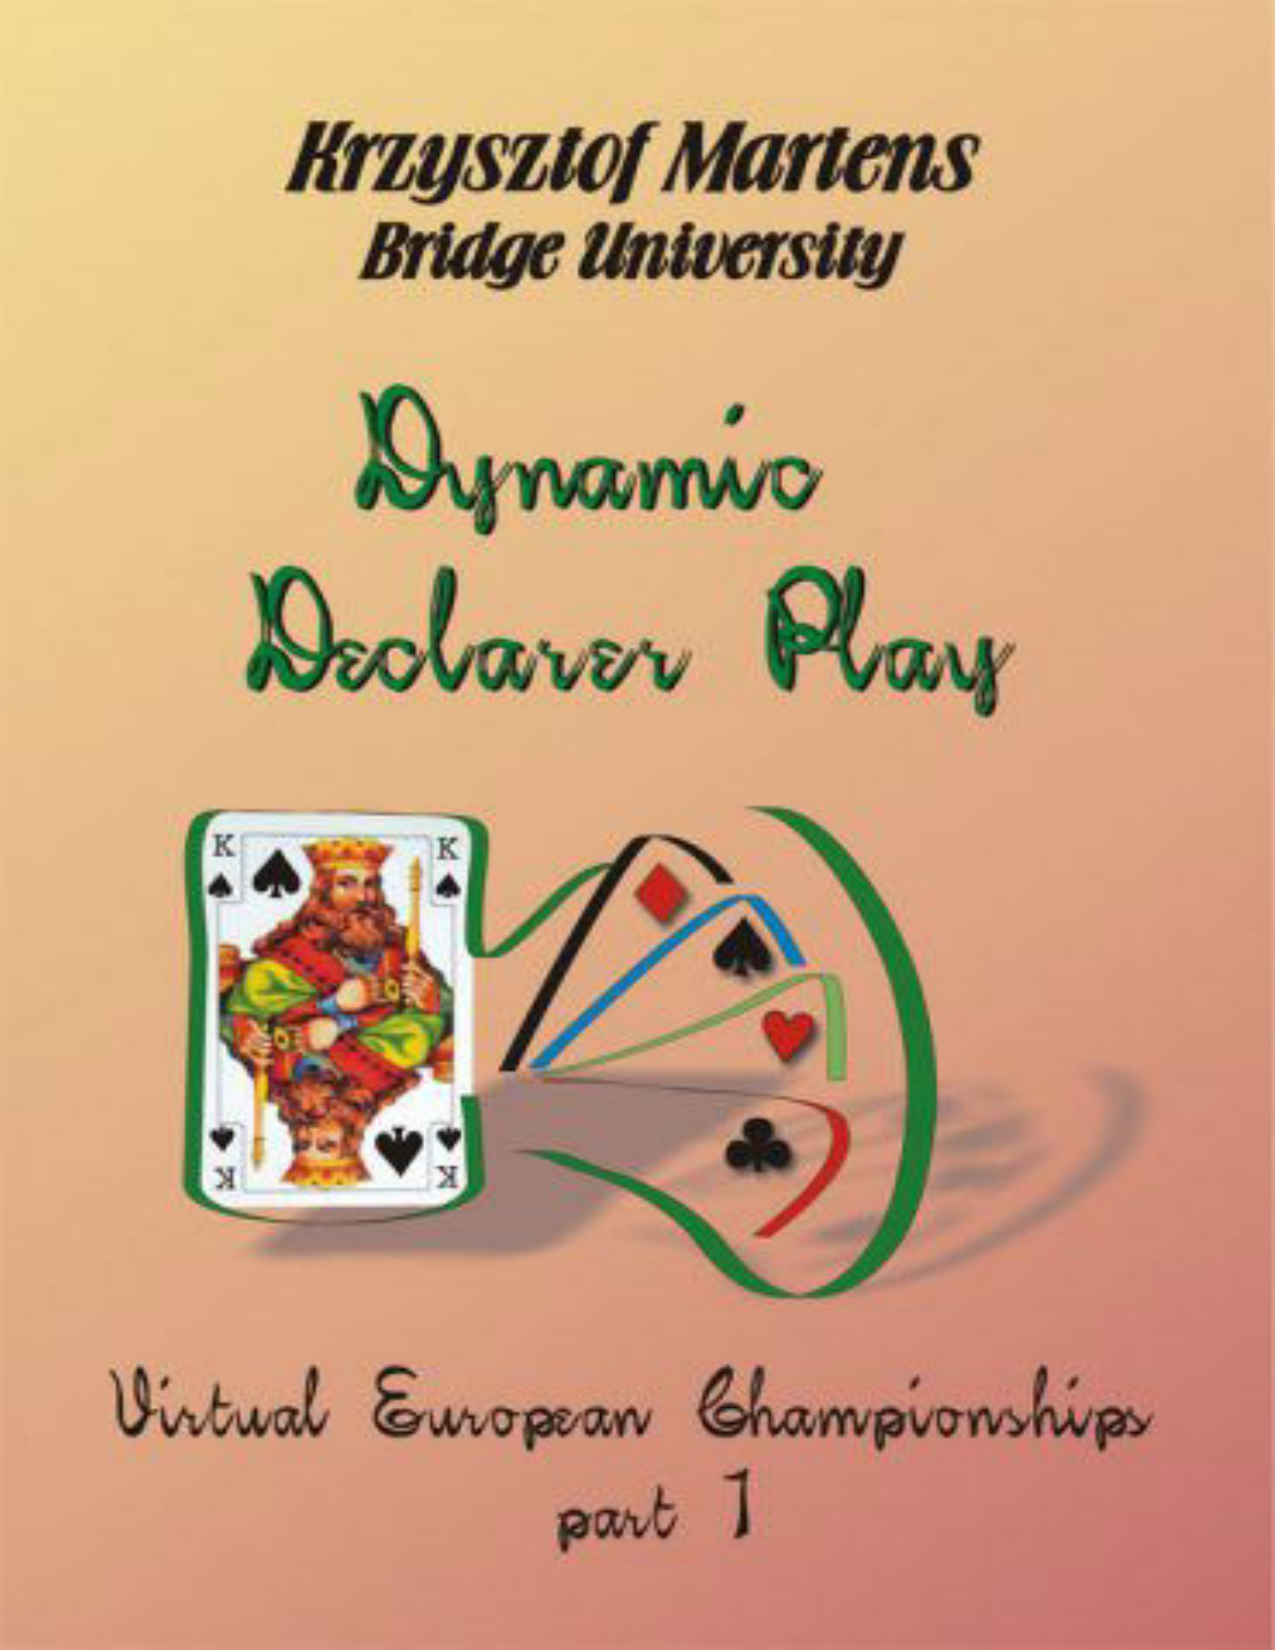 Krzysztof Martens
Bridge University
Dynamic
Declarer Play
K K
K K
Virtual European Championships
part 1